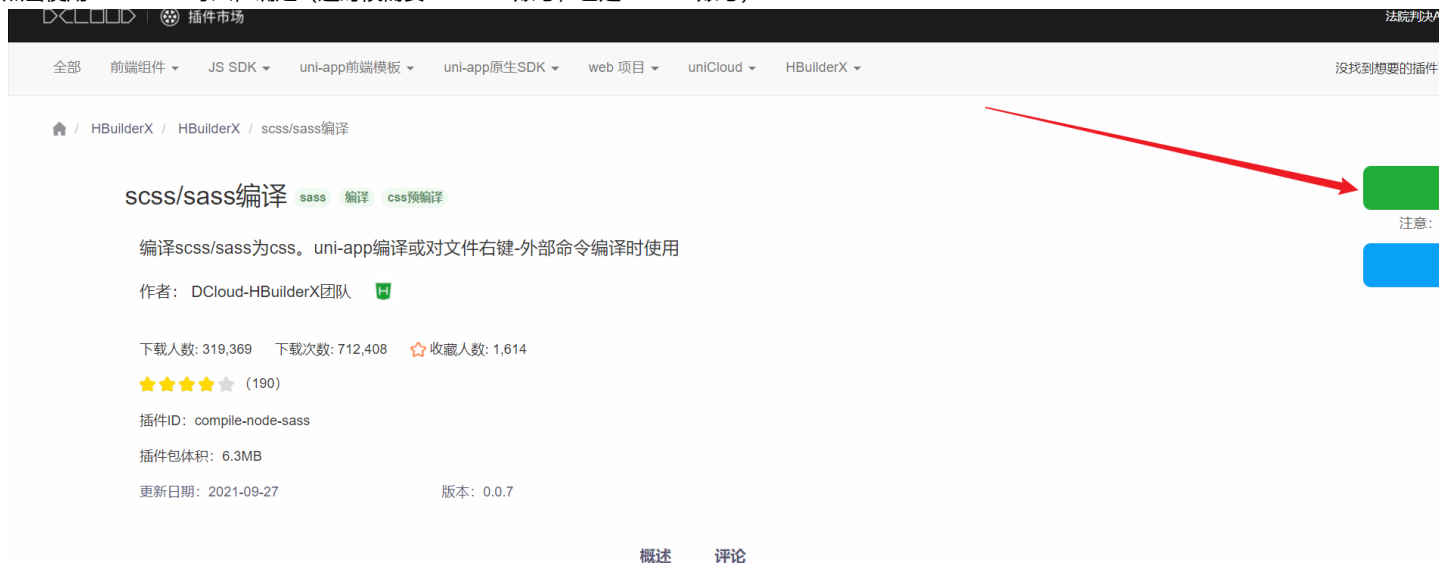 DCLOUD 插件市场
法院判决A
全部 前端组件 JS SDK uni-app前端模板 uni-app原生SDK web 项目 uniCloud HBuilderX 没找到想要的插件
/ HBuilderX / HBuilderX / scss/sass编译
scss/sass编译 sass 编译 css预编译
注意：
编译scss/sass为css。uni-app编译或对文件右键-外部命令编译时使用
作者： DCloud-HBuilderX团队
下载人数: 319,369 下载次数: 712,408 收藏人数: 1,614
（190）
插件ID：compile-node-sass
插件包体积：6.3MB
更新日期：2021-09-27 版本：0.0.7
概述 评论